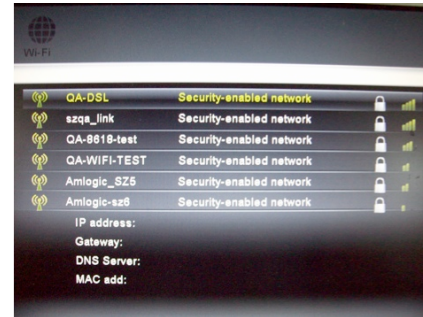 Wi-Fi
QA-DSL Security-enabled network
szqa_link Security-enabled network
QA-8618-test Security-enabled network
QA-WIFI-TEST Security-enabled network
Amlogic_SZ5 Security-enabled network
Amlogic-sz6 Security-enabled network
IP address:
Gateway:
DNS Server:
MAC add: